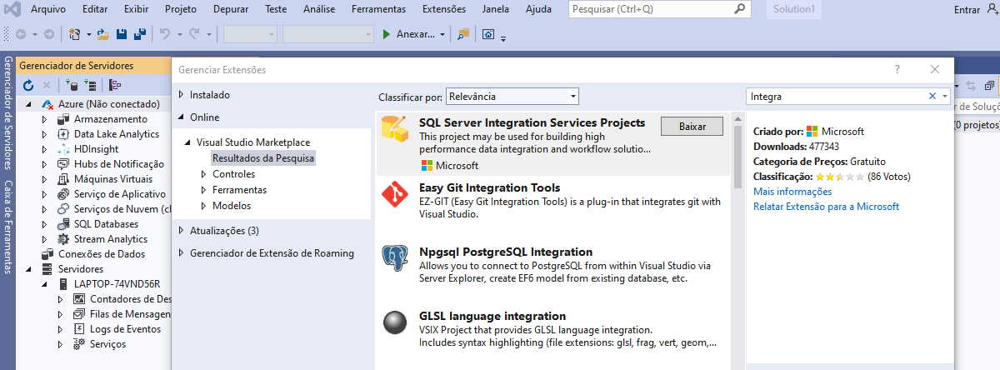 Arquivo Editar Exibir Projeto Depurar Teste Análise Ferramentas Extensões Janela Ajuda Pesquisar (Ctrl+Q) Solution1 Entrar
Anexar...
Gerenciador de Servidores
Caixa de Ferramentas
Gerenciador de Servidores
Azure (Não conectado)
Armazenamento
Data Lake Analytics
HDInsight
Hubs de Notificação
Máquinas Virtuais
Serviço de Aplicativo
Serviços de Nuvem (cl
SQL Databases
Stream Analytics
Conexões de Dados
Servidores
LAPTOP-74VND56R
Contadores de Des
Filas de Mensagen
Logs de Eventos
Serviços
Gerenciar Extensões
?
Instalado
Online
Visual Studio Marketplace
Resultados da Pesquisa
Controles
Ferramentas
Modelos
Atualizações (3)
Gerenciador de Extensão de Roaming
Classificar por: Relevância
SQL Server Integration Services Projects
Baixar
This project may be used for building high
performance data integration and workflow solutio...
Microsoft
Easy Git Integration Tools
EZ-GIT (Easy Git Integration Tools) is a plug-in that integrates git with
Visual Studio.
Npgsql PostgreSQL Integration
Allows you to connect to PostgreSQL from within Visual Studio via
Server Explorer, create EF6 model from existing database, etc.
GLSL language integration
VSIX Project that provides GLSL language integration.
Includes syntax highlighting (file extensions: glsl, frag, vert, geom,...
Integra
Criado por: Microsoft
Downloads: 477343
Categoria de Preços: Gratuito
Classificação: (86 Votos)
Mais informações
Relatar Extensão para a Microsoft
r de Soluç
(0 projetos)